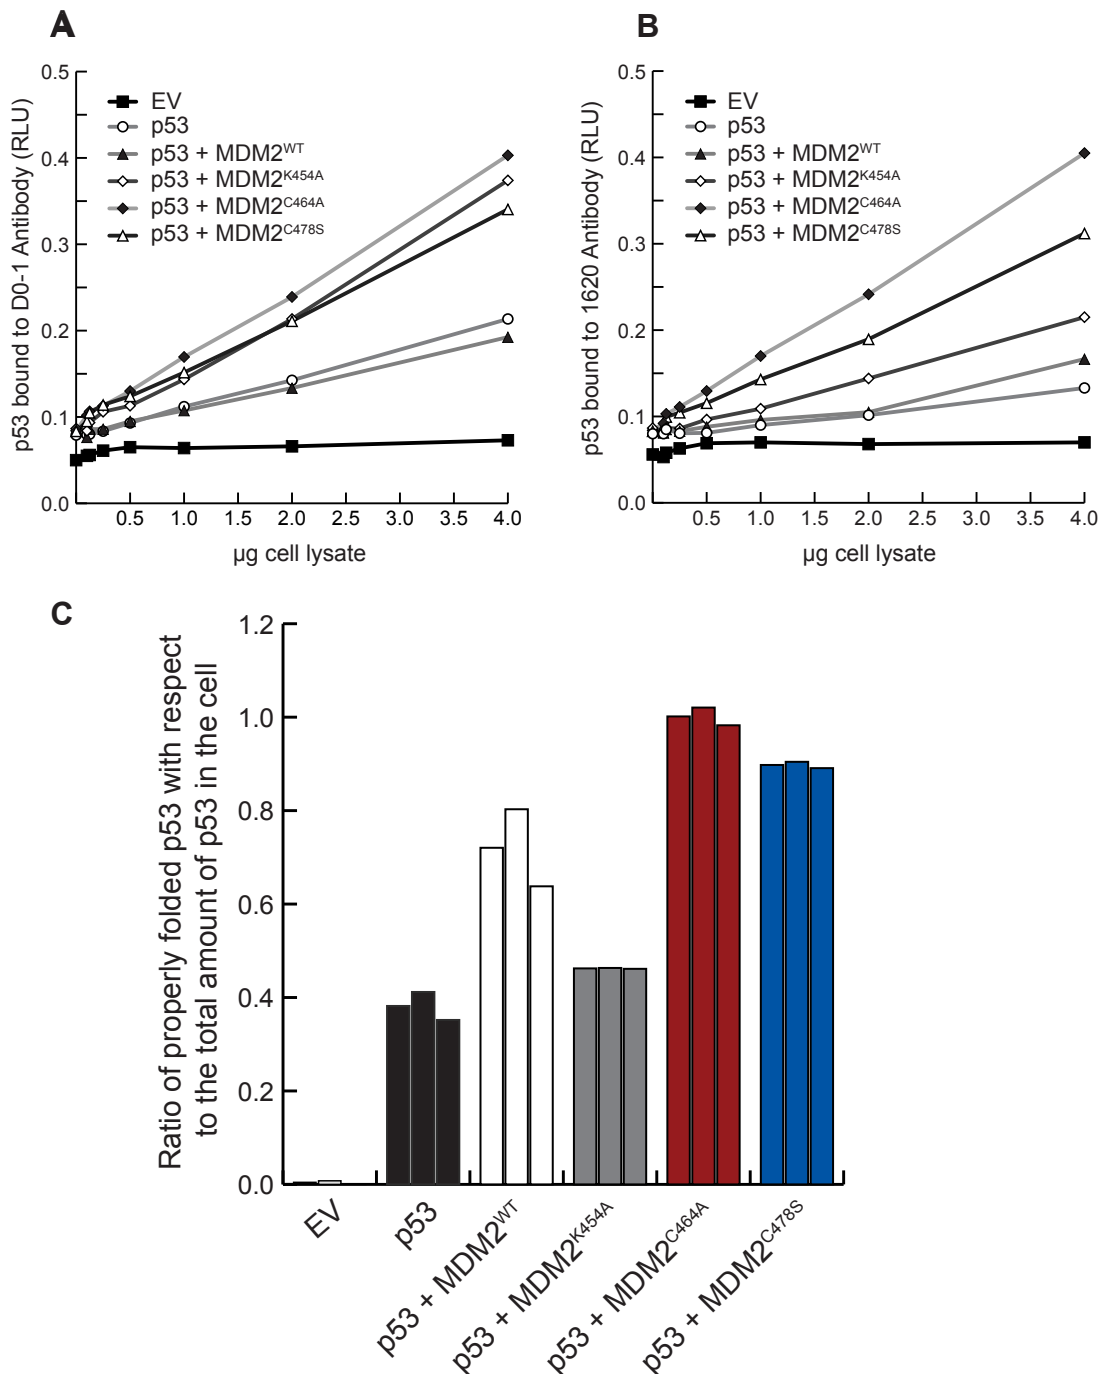 A
p53 bound to D0-1 Antibody (RLU)
0.5
0.4
0.3
0.2
0.1
0.0
EV
p53
p53 + MDM2WT
p53 + MDM2K454A
p53 + MDM2C464A
p53 + MDM2C478S
0.5 1.0 1.5 2.0 2.5 3.0 3.5 4.0
µg cell lysate
B
p53 bound to 1620 Antibody (RLU)
0.5
0.4
0.3
0.2
0.1
0.0
EV
p53
p53 + MDM2WT
p53 + MDM2K454A
p53 + MDM2C464A
p53 + MDM2C478S
0.5 1.0 1.5 2.0 2.5 3.0 3.5 4.0
µg cell lysate
C
Ratio of properly folded p53 with respect
to the total amount of p53 in the cell
1.2
1.0
0.8
0.6
0.4
0.2
0.0
EV
p53
p53 + MDM2WT
p53 + MDM2K454A
p53 + MDM2C464A
p53 + MDM2C478S